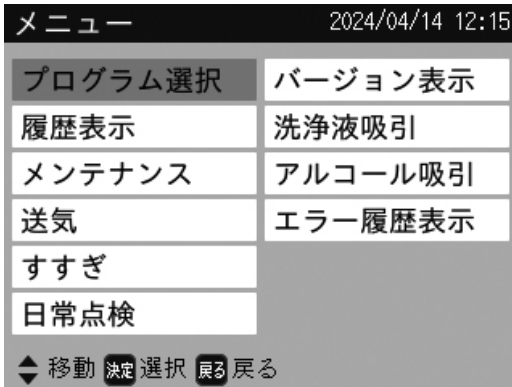 メニュー 2024/04/14 12:15
プログラム選択
履歴表示
メンテナンス
送気
すすぎ
日常点検
バージョン表示
洗浄液吸引
アルコール吸引
エラー履歴表示
移動 決定 選択 戻る 戻る